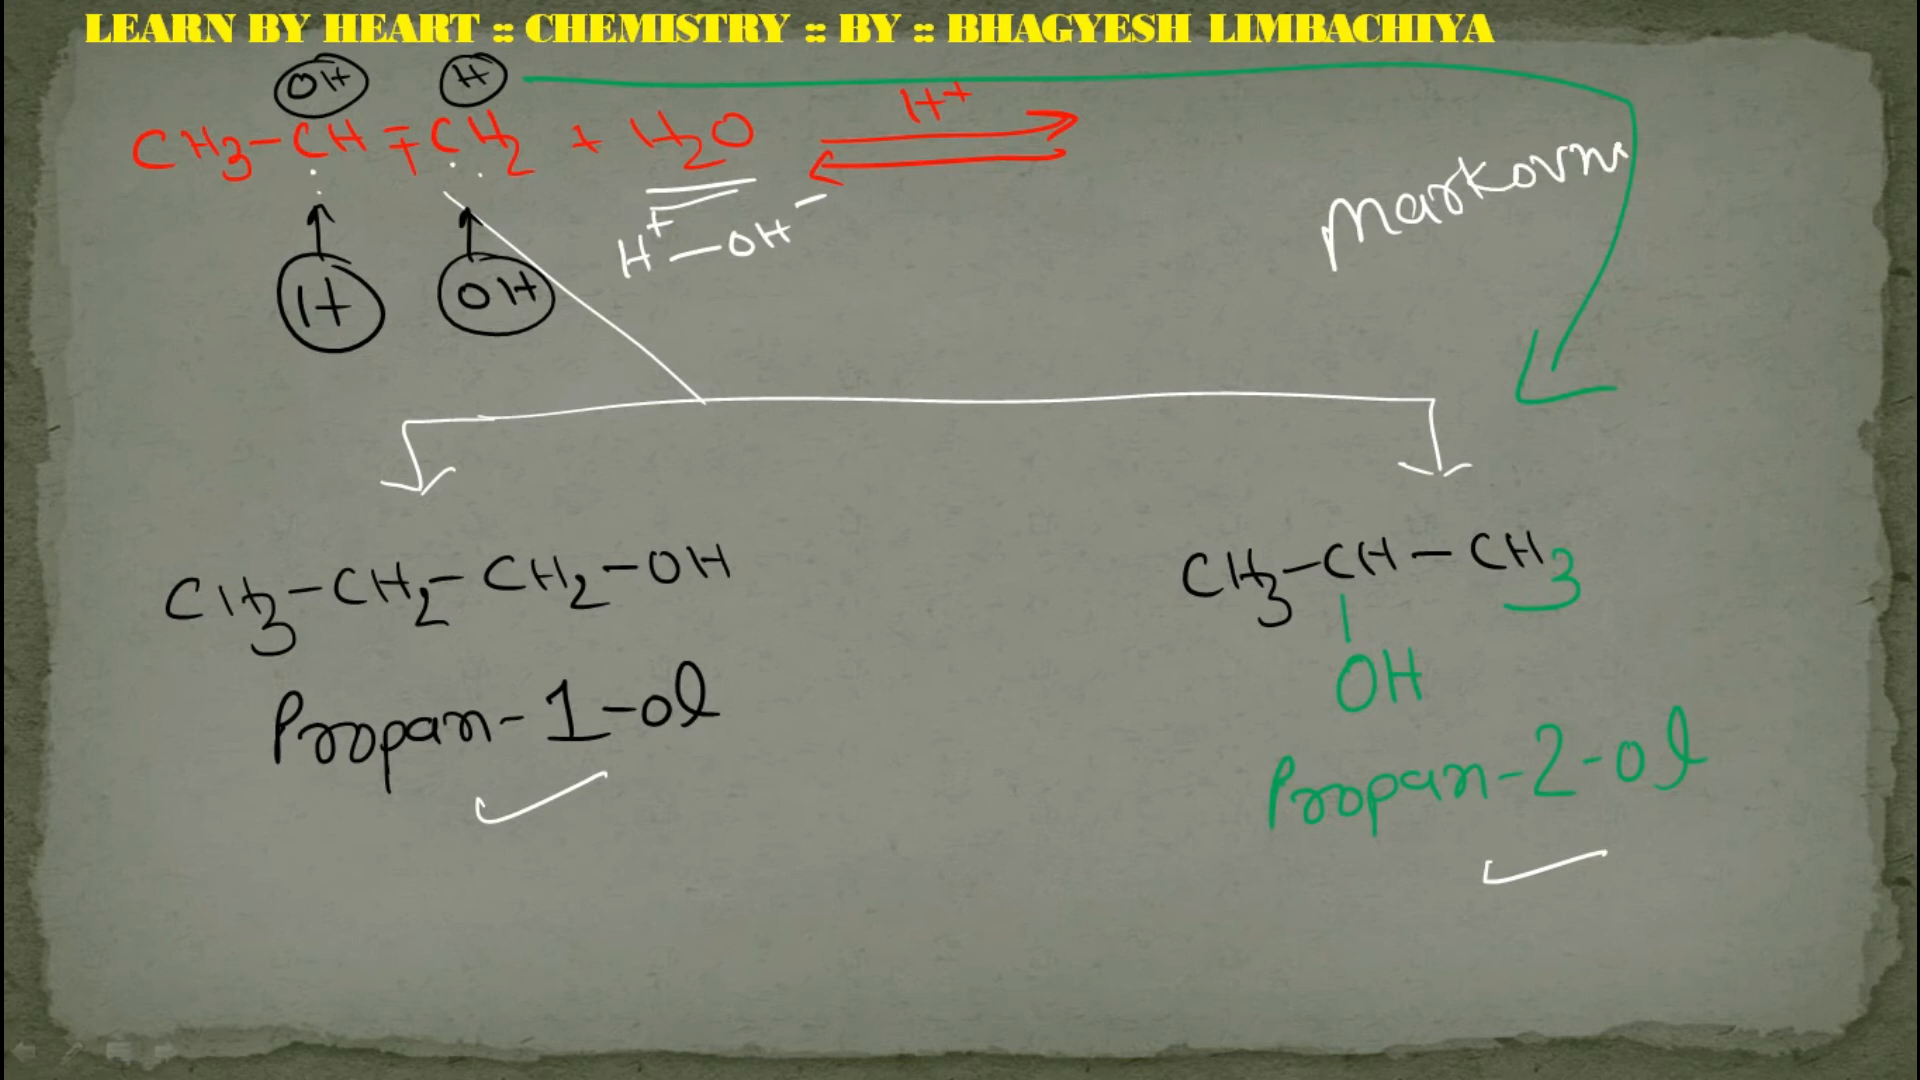 LEARN BY HEART :: CHEMISTRY :: BY :: BHAGYESH LIMBACHIYA
OH H
CH3-CH=CH2 + H2O H+
H+-OH-
Markovni
H OH
CH3-CH2-CH2-OH
CH3-CH-CH3
OH
Propan-1-ol
Propan-2-ol